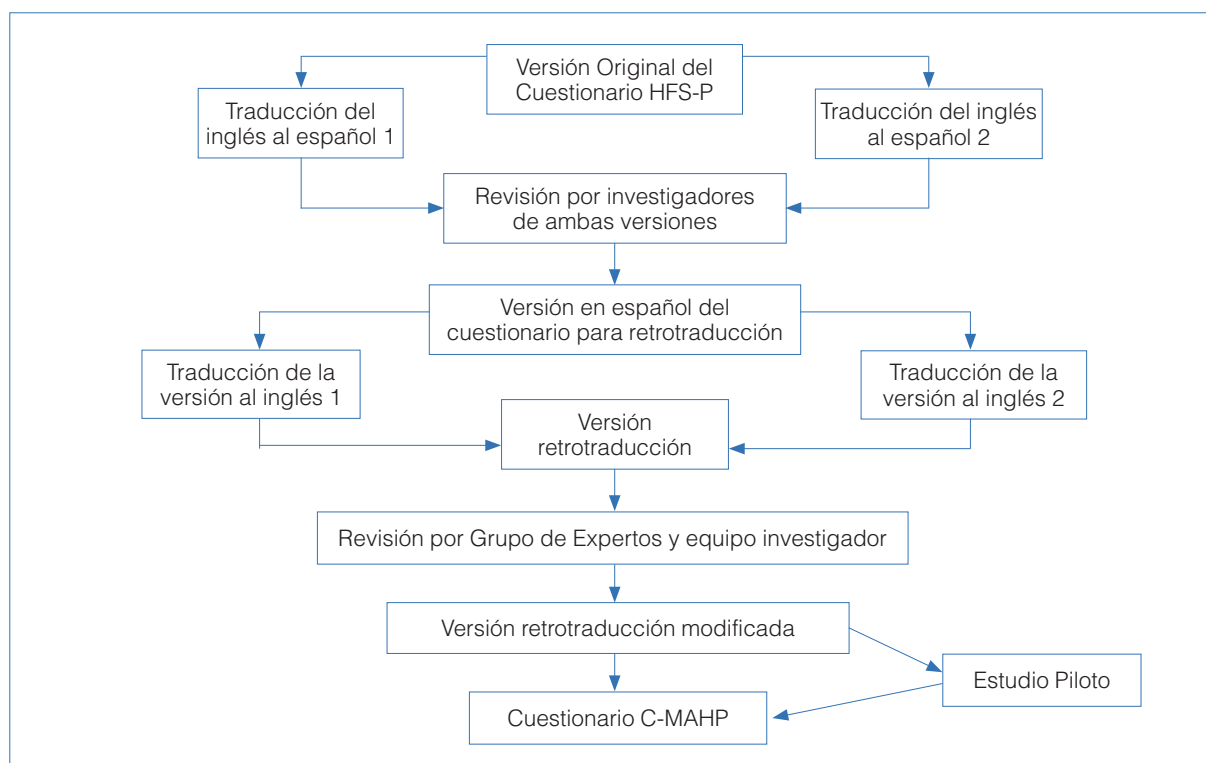 Versión Original del
Cuestionario HFS-P
Traducción del
inglés al español 1
Traducción del inglés
al español 2
Revisión por investigadores
de ambas versiones
Versión en español del
cuestionario para retrotraducción
Traducción de la
versión al inglés 1
Traducción de la
versión al inglés 2
Versión
retrotraducción
Revisión por Grupo de Expertos y equipo investigador
Versión retrotraducción modificada
Estudio Piloto
Cuestionario C-MAHP